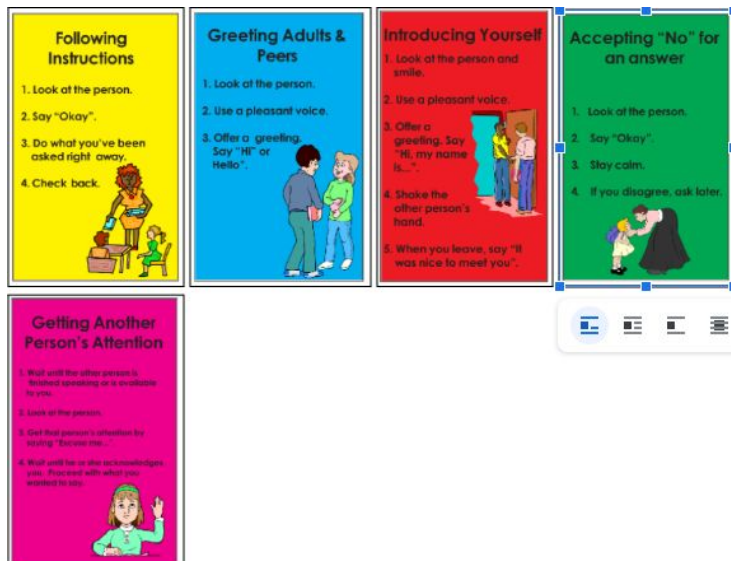 Following
Instructions
1. Look at the person.
2. Say “Okay”.
3. Do what you’ve been
asked right away.
4. Check back.
Greeting Adults &
Peers
1. Look at the person.
2. Use a pleasant voice.
3. Offer a greeting.
Say “Hi” or
Hello”.
Introducing Yourself
1. Look at the person and
smile.
2. Use a pleasant voice.
3. Offer a
greeting. Say
“Hi, my name
is...”.
4. Shake the
other person’s
hand.
5. When you leave, say “It
was nice to meet you”.
Accepting “No” for
an answer
1. Look at the person.
2. Say “Okay”.
3. Stay calm.
4. If you disagree, ask later.
Getting Another
Person’s Attention
1. Wait until the other person is
finished speaking or is available
to you.
2. Look at the person.
3. Get that person’s attention by
saying “Excuse me...”
4. Wait until he or she acknowledges
you. Proceed with what you
wanted to say.